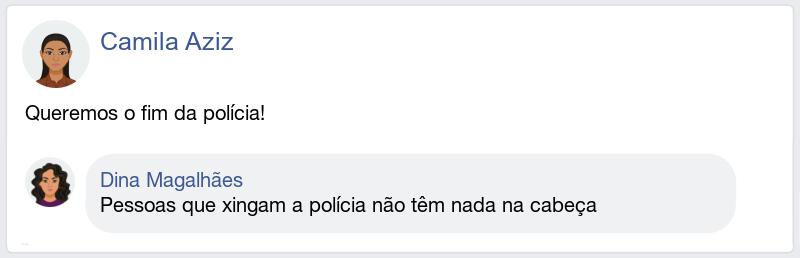 Camila Aziz
Queremos o fim da polícia!
Dina Magalhães
Pessoas que xingam a polícia não têm nada na cabeça